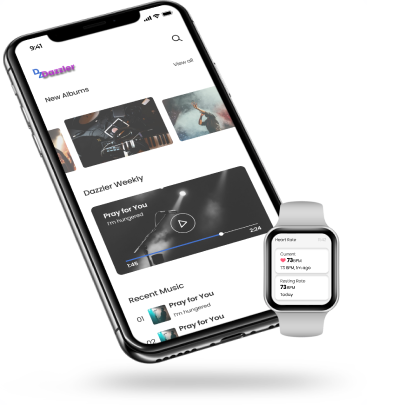 9:41
Dz Dazzler
View all
New Albums
Dazzler Weekly
Pray for You
I'm hungered
1:45
2:24
Recent Music
01
Pray for You
I'm hungered
02
Pray for You
Heart Rate
Current
73 BPM
71 BPM, 1m ago
Resting Rate
73 BPM
Today